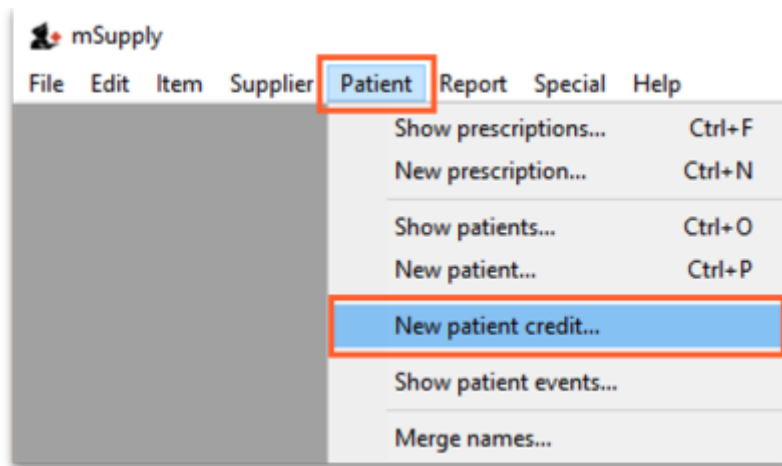 mSupply
File Edit Item Supplier Patient Report Special Help
Show prescriptions... Ctrl+F
New prescription... Ctrl+N
Show patients... Ctrl+O
New patient... Ctrl+P
New patient credit...
Show patient events...
Merge names...